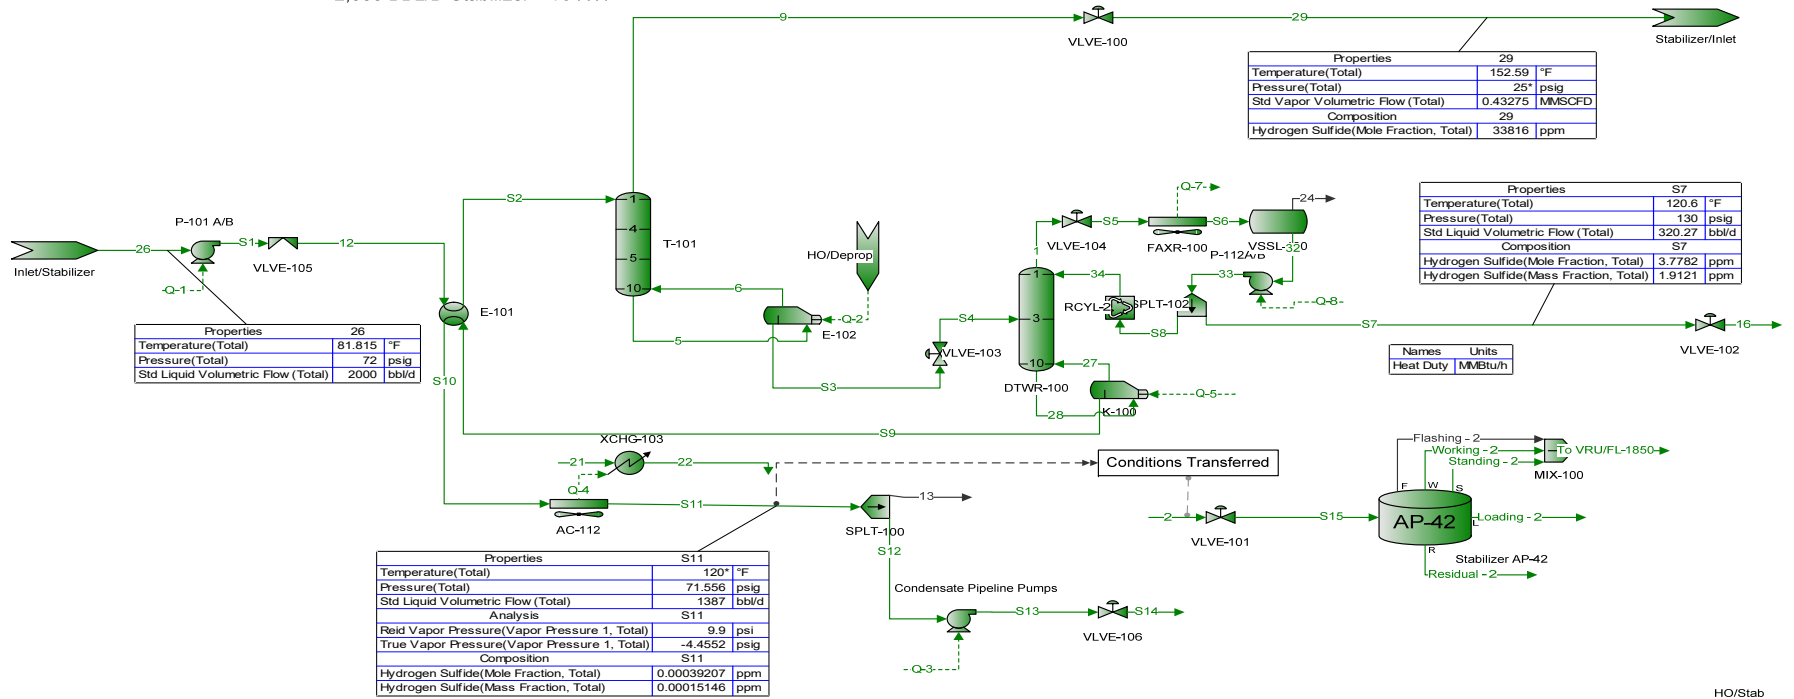 9
29
VLVE-100
Stabilizer/Inlet
Properties 29
Temperature(Total) 152.59 °F
Pressure(Total) 25* psig
Std Vapor Volumetric Flow (Total) 0.43275 MMSCFD
Composition 29
Hydrogen Sulfide(Mole Fraction, Total) 33816 ppm
Properties S7
Temperature(Total) 120.6 °F
Pressure(Total) 130 psig
Std Liquid Volumetric Flow (Total) 320.27 bbl/d
Composition S7
Hydrogen Sulfide(Mole Fraction, Total) 3.7782 ppm
Hydrogen Sulfide(Mass Fraction, Total) 1.9121 ppm
Q-7
24
S2
1
4
5
10
T-101
P-101 A/B
26
S1
12
VLVE-105
Inlet/Stabilizer
Q-1
HO/Deprop
VLVE-104
S5
FAXR-100
S6
32
P-112A/B
1
3
10
DTWR-100
34
33
RCYL-2
SPLT-102
Q-8
S8
S7
16
VLVE-102
E-101
6
5
Q-2
E-102
S4
VLVE-103
S3
27
28
K-100
Q-5
Names Units
Heat Duty MMBtu/h
Properties 26
Temperature(Total) 81.815 °F
Pressure(Total) 72 psig
Std Liquid Volumetric Flow (Total) 2000 bbl/d
S10
S9
XCHG-103
21
22
Q-4
AC-112
S11
SPLT-100
13
S12
Conditions Transferred
2
VLVE-101
S15
Flashing - 2
Working - 2
Standing - 2
To VRU/FL-1850
MIX-100
F
W
S
AP-42
L
Loading - 2
R
Stabilizer AP-42
Residual - 2
Properties S11
Temperature(Total) 120* °F
Pressure(Total) 71.556 psig
Std Liquid Volumetric Flow (Total) 1387 bbl/d
Analysis S11
Reid Vapor Pressure(Vapor Pressure 1, Total) 9.9 psi
True Vapor Pressure(Vapor Pressure 1, Total) -4.4552 psig
Composition S11
Hydrogen Sulfide(Mole Fraction, Total) 0.00039207 ppm
Hydrogen Sulfide(Mass Fraction, Total) 0.00015146 ppm
Condensate Pipeline Pumps
S13
S14
VLVE-106
Q-3
HO/Stab